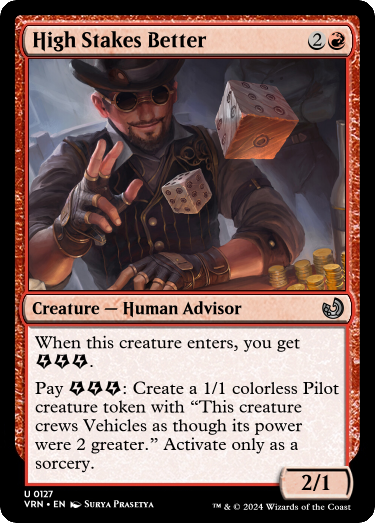 High Stakes Better 2
Creature — Human Advisor
When this creature enters, you get
.
Pay : Create a 1/1 colorless Pilot
creature token with “This creature
crews Vehicles as though its power
were 2 greater.” Activate only as a
sorcery.
2/1
U 0127
VRN • EN Surya Prasetya
™ & © 2024 Wizards of the Coast